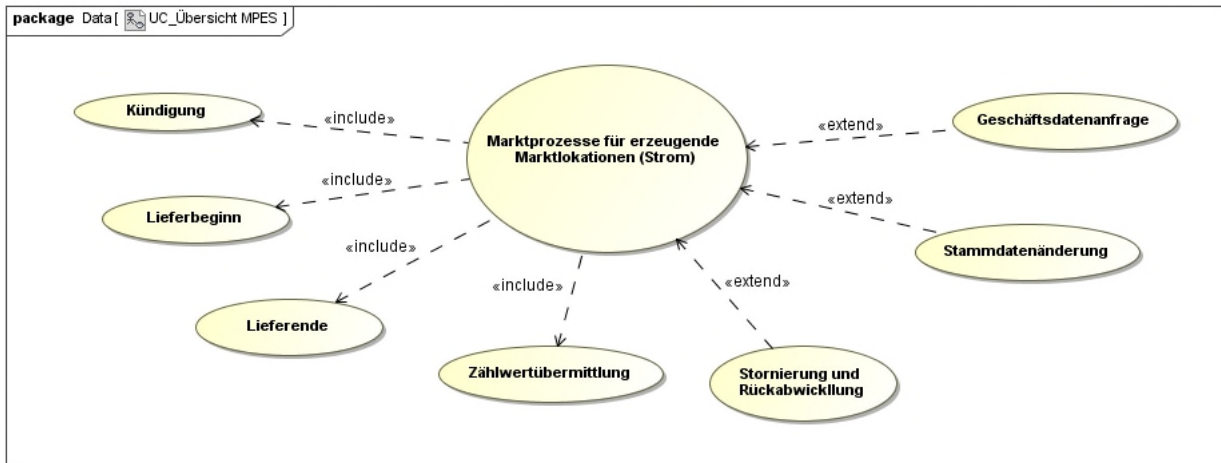 package Data [ UC_Übersicht MPES ]
Kündigung
«include»
Marktprozesse für erzeugende
Marktlokationen (Strom)
«extend»
Geschäftsdatenanfrage
Lieferbeginn
«include»
«extend»
Stammdatenänderung
«include»
Lieferende
«include»
«extend»
Zählwertübermittlung
Stornierung und
Rückabwickllung